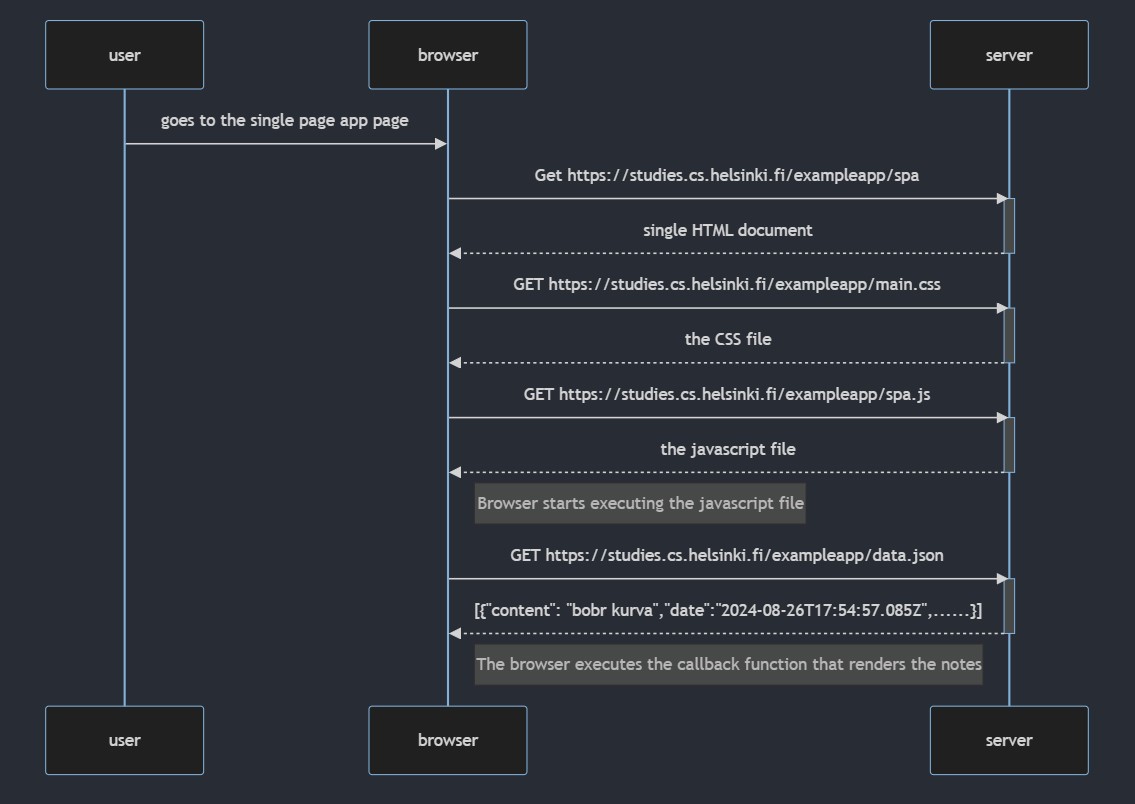 user
browser
server
goes to the single page app page
Get https://studies.cs.helsinki.fi/exampleapp/spa
single HTML document
GET https://studies.cs.helsinki.fi/exampleapp/main.css
the CSS file
GET https://studies.cs.helsinki.fi/exampleapp/spa.js
the javascript file
Browser starts executing the javascript file
GET https://studies.cs.helsinki.fi/exampleapp/data.json
[{"content": "bobr kurva","date":"2024-08-26T17:54:57.085Z",......}]
The browser executes the callback function that renders the notes
user
browser
server